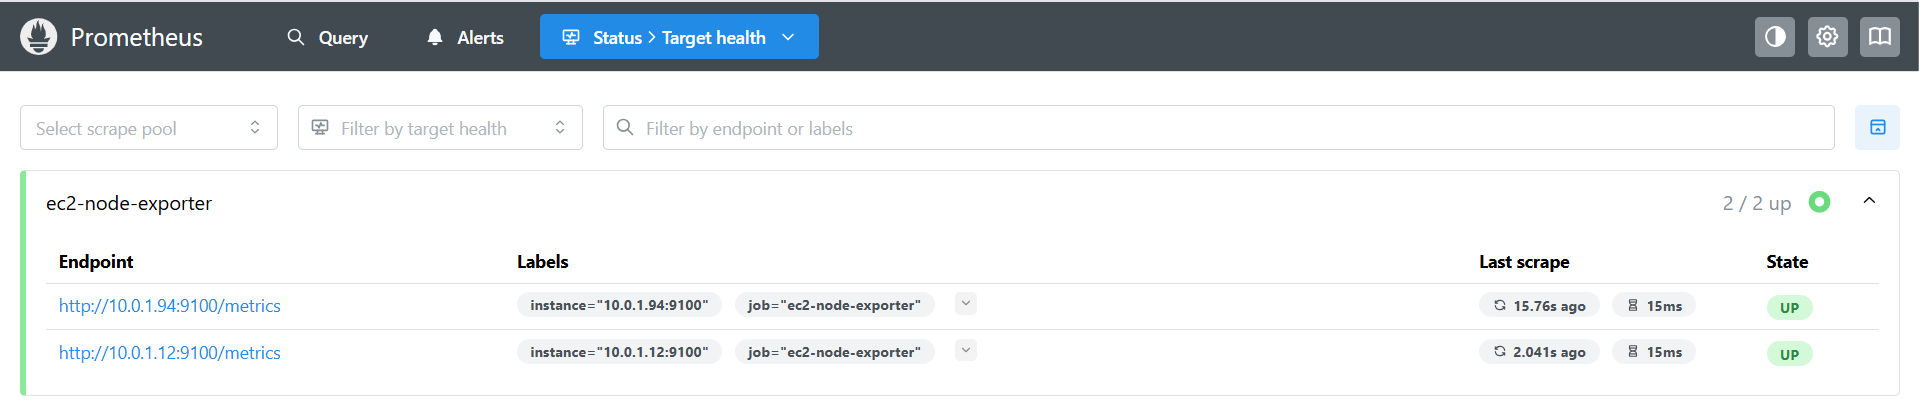 Prometheus Query Alerts Status > Target health
Select scrape pool Filter by target health Filter by endpoint or labels
ec2-node-exporter 2 / 2 up
Endpoint Labels Last scrape State
http://10.0.1.94:9100/metrics instance="10.0.1.94:9100" job="ec2-node-exporter" 15.76s ago 15ms UP
http://10.0.1.12:9100/metrics instance="10.0.1.12:9100" job="ec2-node-exporter" 2.041s ago 15ms UP